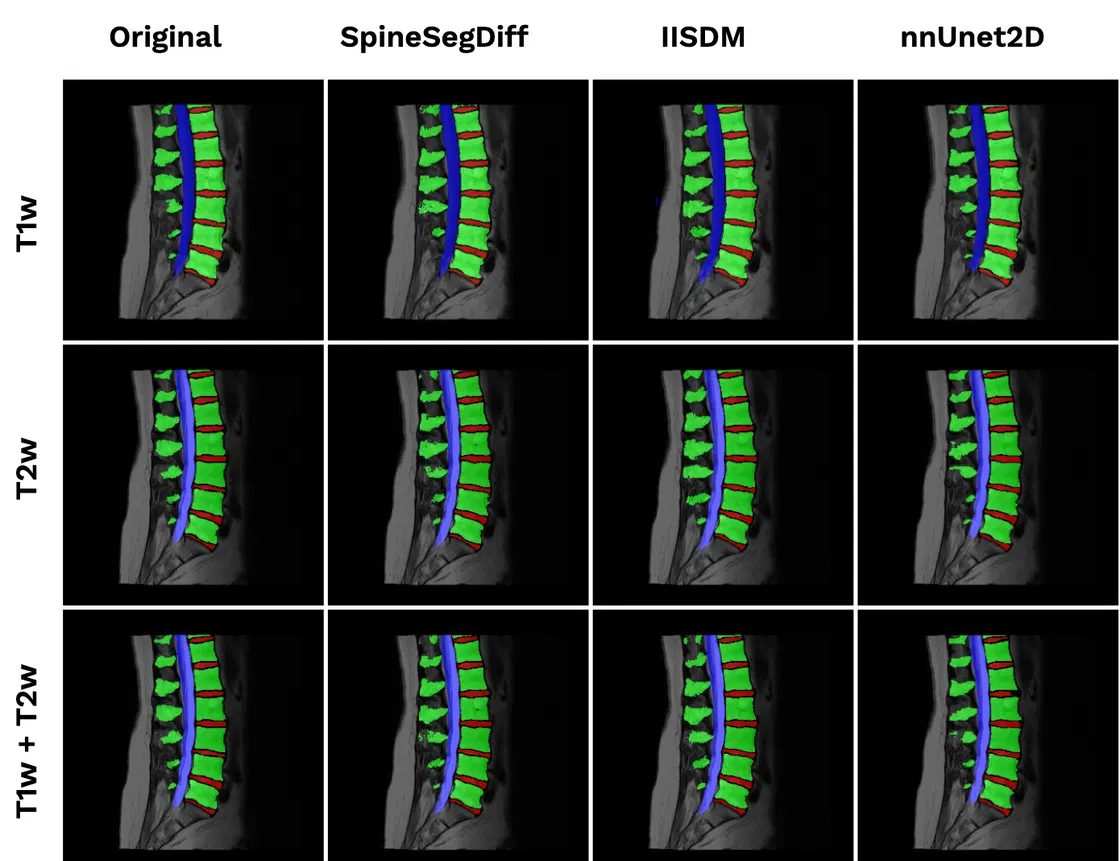 Original
SpineSegDiff
IISDM
nnUnet2D
T1w
T2w
T1w + T2w